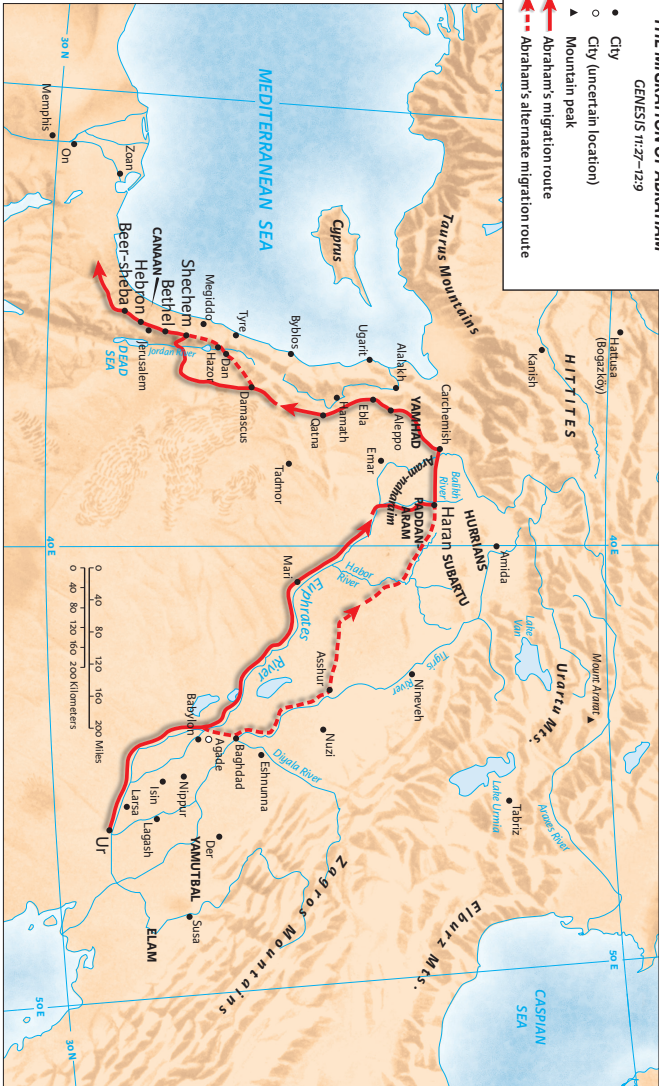 THE MIGRATION OF ABRAHAM
GENESIS 11:27–12:9
• City
○ City (uncertain location)
▲ Mountain peak
Abraham's migration route
Abraham's alternate migration route
30 N
Memphis
On
Zoan
MEDITERRANEAN SEA
Cyprus
Taurus Mountains
Hattusa
(Bogazköy)
Kanish
HITTITES
40 E
Beer-sheba
Hebron
Bethel
CANAAN
Shechem
Megiddo
Tyre
Byblos
Ugarit
Alalakh
Jerusalem
DEAD
SEA
Jordan River
Hazor
Dan
Damascus
Qatna
Hamath
Ebla
Aleppo
YAMHAD
Carchemish
Emar
Tadmor
Aram-naharaim
Balikh
River
PADDAN-
ARAM
Haran
HURRIANS
SUBARTU
Amida
40 E
Mari
Euphrates
River
Habor
River
Asshur
Tigris
River
Nineveh
Nuzi
Lake
Van
Mount Ararat
Urartu Mts.
Lake Urmia
Tabriz
Araxes River
0 40 80 120 160 200 Miles
0 40 80 120 160 200 Kilometers
Babylon
Agade
Baghdad
Eshnunna
Diyala River
Nippur
Isin
Larsa
Lagash
Ur
Der
YAMUTBAL
Susa
ELAM
Zagros Mountains
Elburz Mts.
CASPIAN
SEA
50 E
50 E
30 N